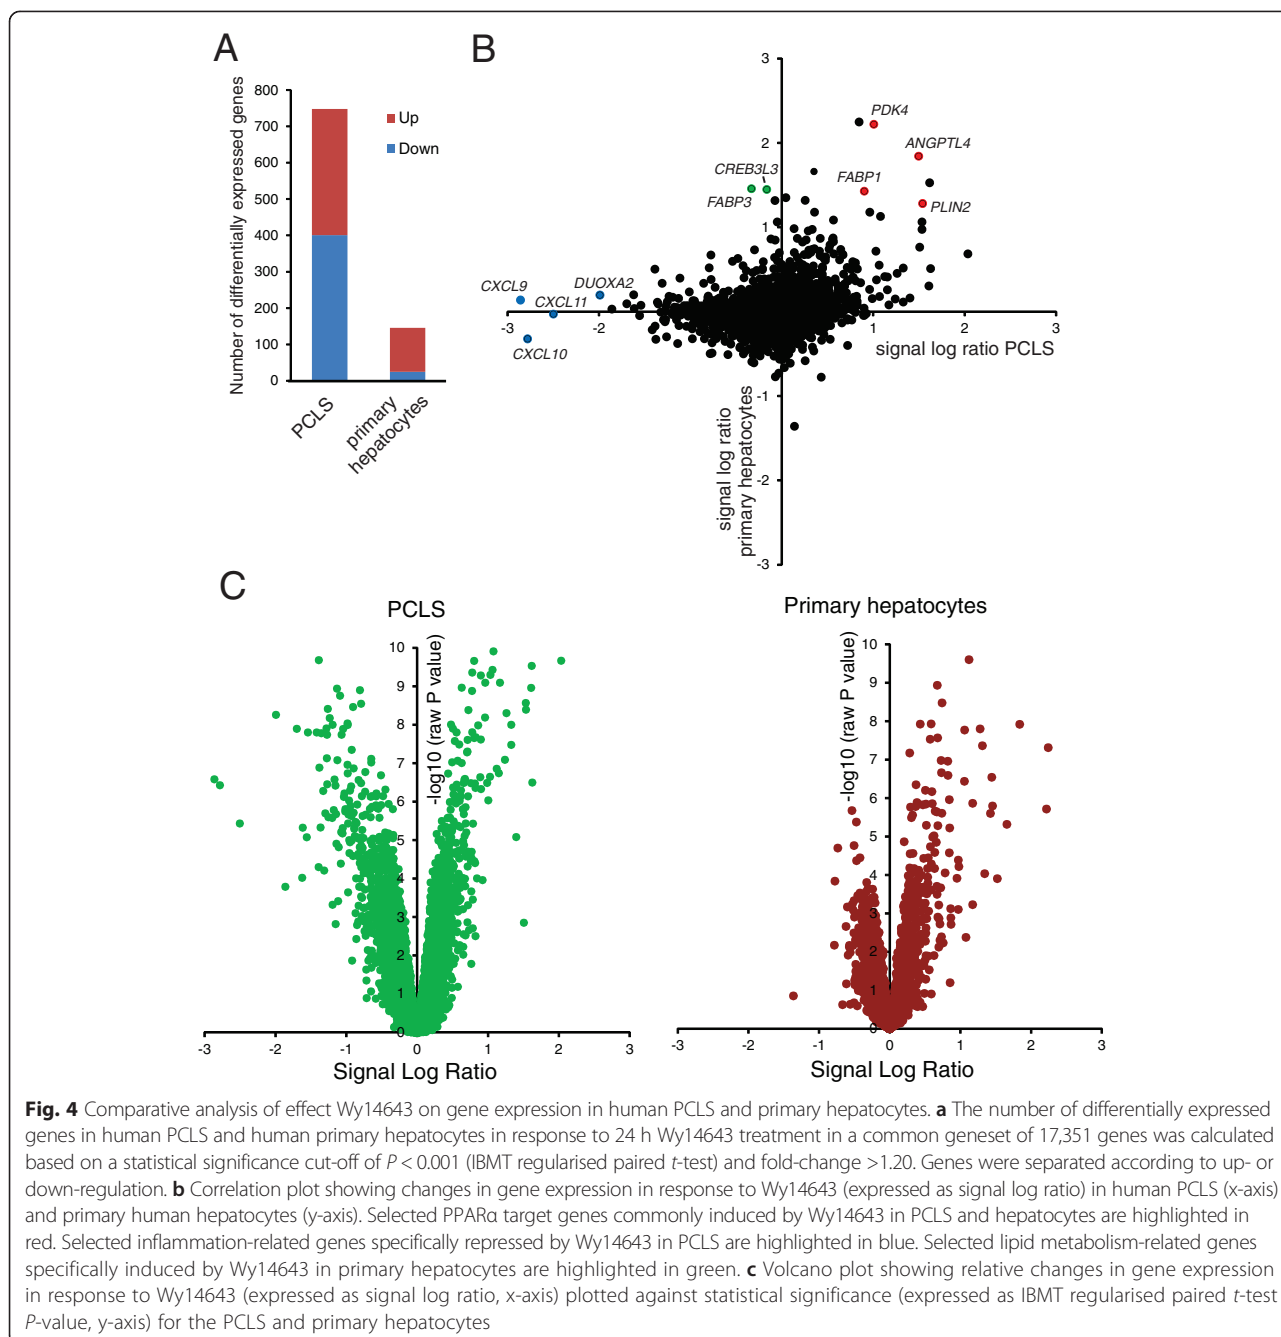 A
Number of differentially expressed genes
800
700
600
500
400
300
200
100
0
Up
Down
PCLS
primary
hepatocytes
B
3
2
1
-1
-2
-3
-3
-2
1
2
3
PDK4
ANGPTL4
CREB3L3
FABP1
FABP3
PLIN2
CXCL9
DUOXA2
CXCL11
CXCL10
signal log ratio PCLS
signal log ratio
primary hepatocytes
C
PCLS
-log10 (raw P value)
10
9
8
7
6
5
4
3
2
1
0
-3
-2
-1
0
1
2
3
Signal Log Ratio
Primary hepatocytes
-log10 (raw P value)
10
9
8
7
6
5
4
3
2
1
0
-3
-2
-1
0
1
2
3
Signal Log Ratio
Fig. 4 Comparative analysis of effect Wy14643 on gene expression in human PCLS and primary hepatocytes. a The number of differentially expressed
genes in human PCLS and human primary hepatocytes in response to 24 h Wy14643 treatment in a common geneset of 17,351 genes was calculated
based on a statistical significance cut-off of P < 0.001 (IBMT regularised paired t-test) and fold-change >1.20. Genes were separated according to up- or
down-regulation. b Correlation plot showing changes in gene expression in response to Wy14643 (expressed as signal log ratio) in human PCLS (x-axis)
and primary human hepatocytes (y-axis). Selected PPARα target genes commonly induced by Wy14643 in PCLS and hepatocytes are highlighted in
red. Selected inflammation-related genes specifically repressed by Wy14643 in PCLS are highlighted in blue. Selected lipid metabolism-related genes
specifically induced by Wy14643 in primary hepatocytes are highlighted in green. c Volcano plot showing relative changes in gene expression
in response to Wy14643 (expressed as signal log ratio, x-axis) plotted against statistical significance (expressed as IBMT regularised paired t-test
P-value, y-axis) for the PCLS and primary hepatocytes